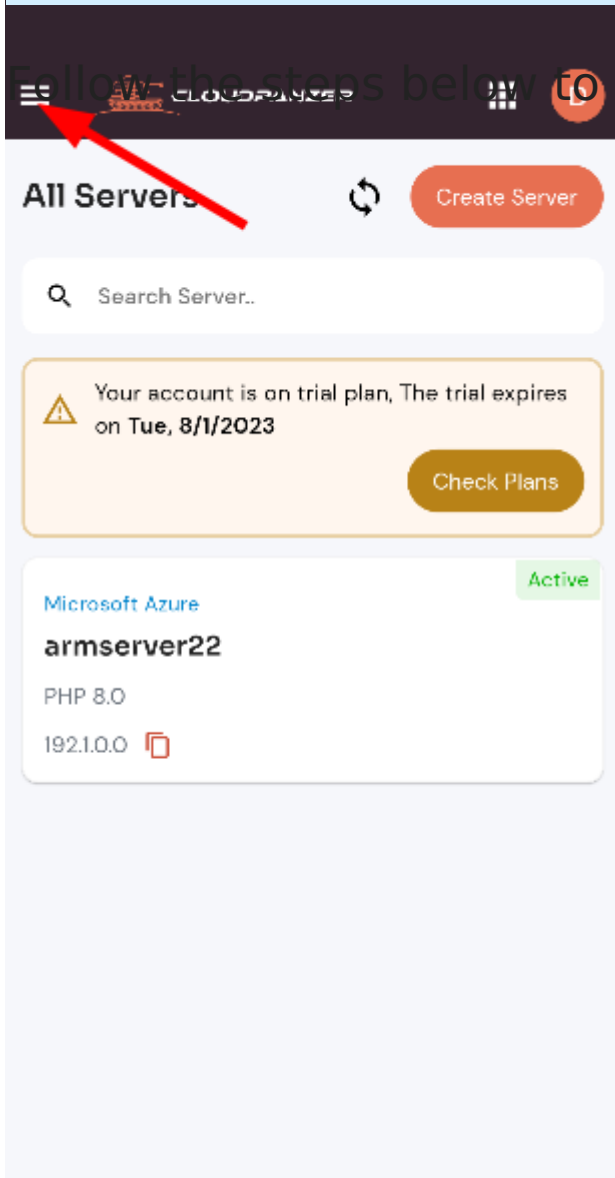 Follow the steps below to
D
All Servers
Create Server
Search Server..
Your account is on trial plan, The trial expires
on Tue, 8/1/2023
Check Plans
Active
Microsoft Azure
armserver22
PHP 8.0
192.1.0.0